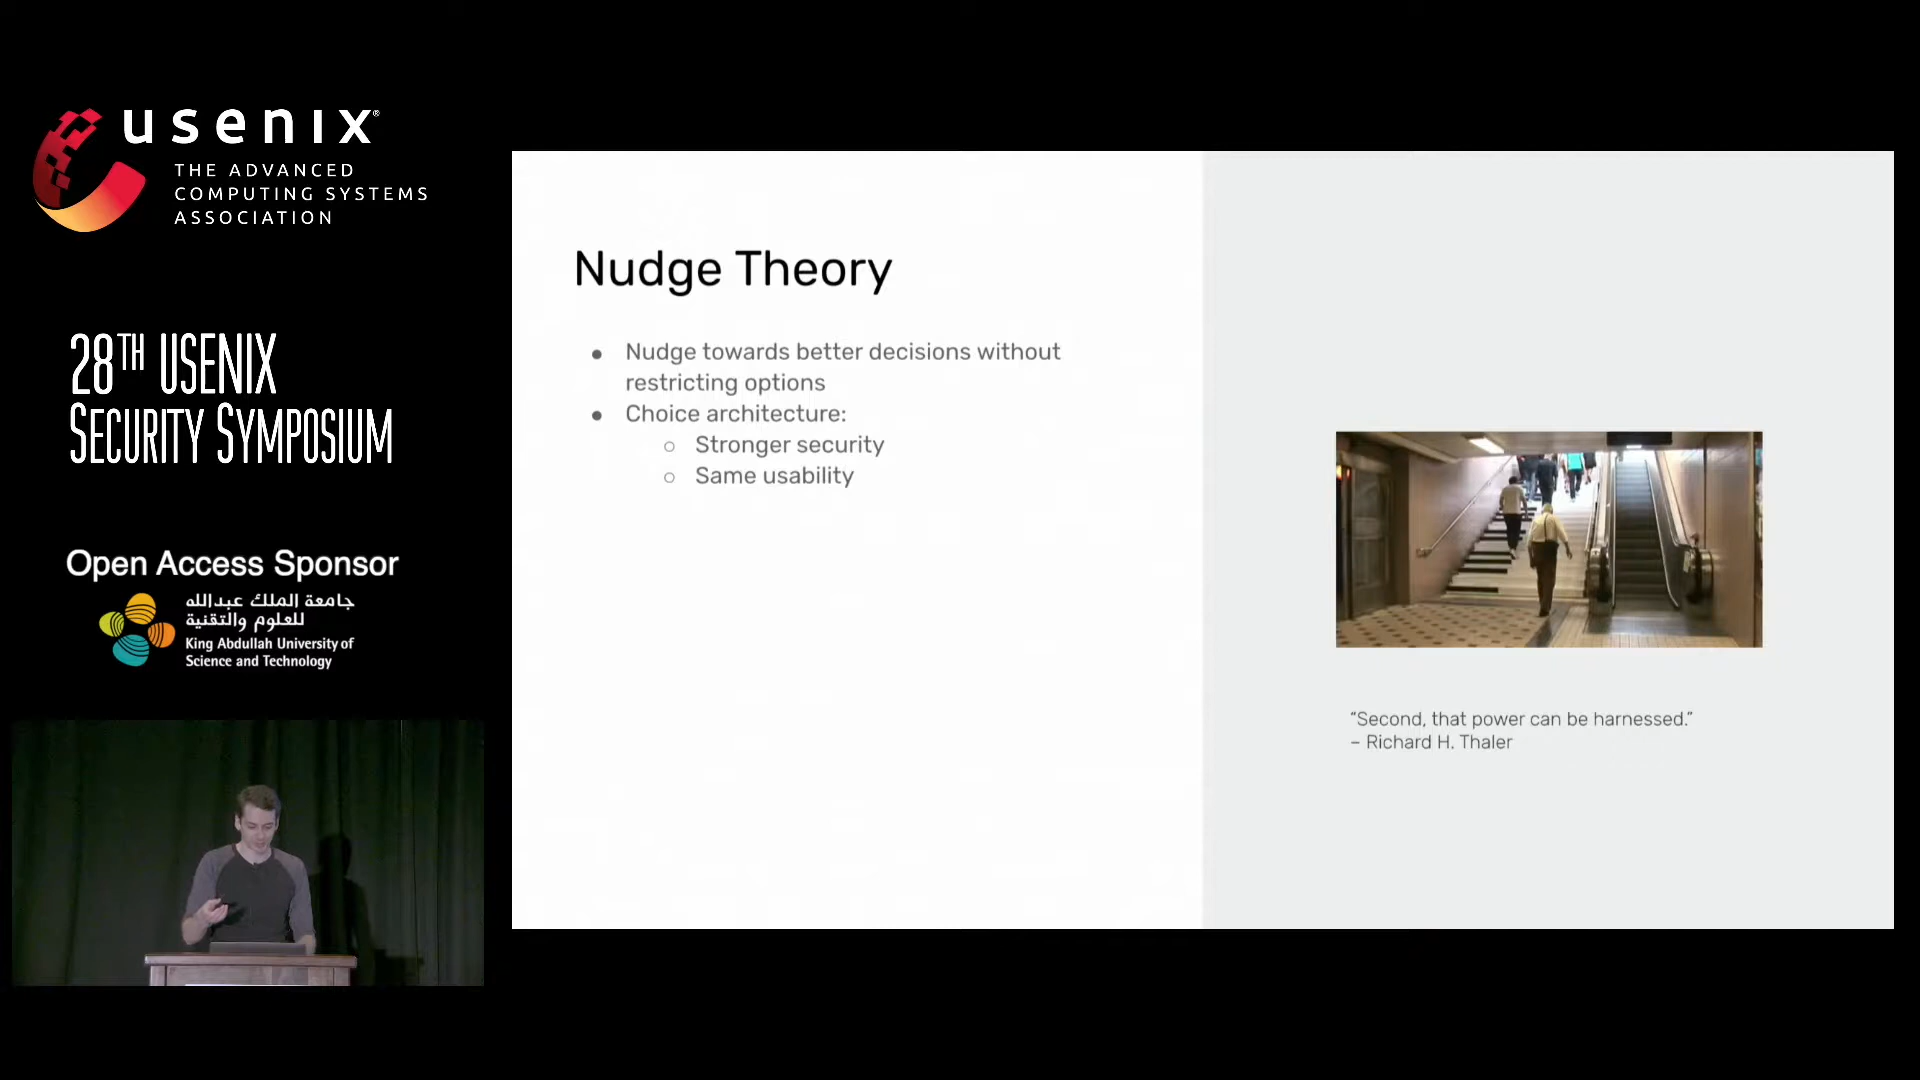 usenix®
THE ADVANCED
COMPUTING SYSTEMS
ASSOCIATION
28TH USENIX
SECURITY SYMPOSIUM
Open Access Sponsor
جامعة الملك عبدالله
للعلوم والتقنية
King Abdullah University of
Science and Technology
Nudge Theory
● Nudge towards better decisions without
restricting options
● Choice architecture:
○ Stronger security
○ Same usability
“Second, that power can be harnessed.”
– Richard H. Thaler